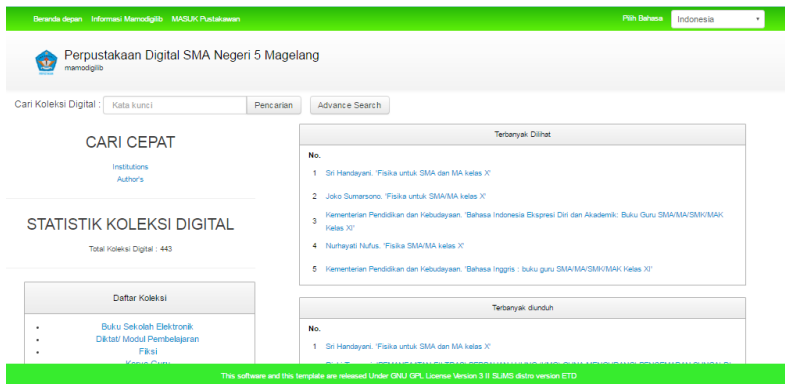 Beranda depan Informasi Mamodigilib MASUK Pustakawan Pilih Bahasa Indonesia
Perpustakaan Digital SMA Negeri 5 Magelang
mamodigilib
Cari Koleksi Digital : Kata kunci Pencarian Advance Search
CARI CEPAT
Institutions
Author's
STATISTIK KOLEKSI DIGITAL
Total Koleksi Digital : 443
Daftar Koleksi
Buku Sekolah Elektronik
Diktat/ Modul Pembelajaran
Fiksi
Karya Guru
Terbanyak Dilihat
No.
1 Sri Handayani. 'Fisika untuk SMA dan MA kelas X'
2 Joko Sumarsono. 'Fisika untuk SMA/MA kelas X'
3 Kementerian Pendidikan dan Kebudayaan. 'Bahasa Indonesia Ekspresi Diri dan Akademik: Buku Guru SMA/MA/SMK/MAK
Kelas XI'
4 Nurhayati Nufus. 'Fisika SMA/MA kelas X'
5 Kementerian Pendidikan dan Kebudayaan. 'Bahasa Inggris : buku guru SMA/MA/SMK/MAK Kelas XI'
Terbanyak diunduh
No.
1 Sri Handayani. 'Fisika untuk SMA dan MA kelas X'
This software and this template are released Under GNU GPL License Version 3 II SLIMS distro version ETD